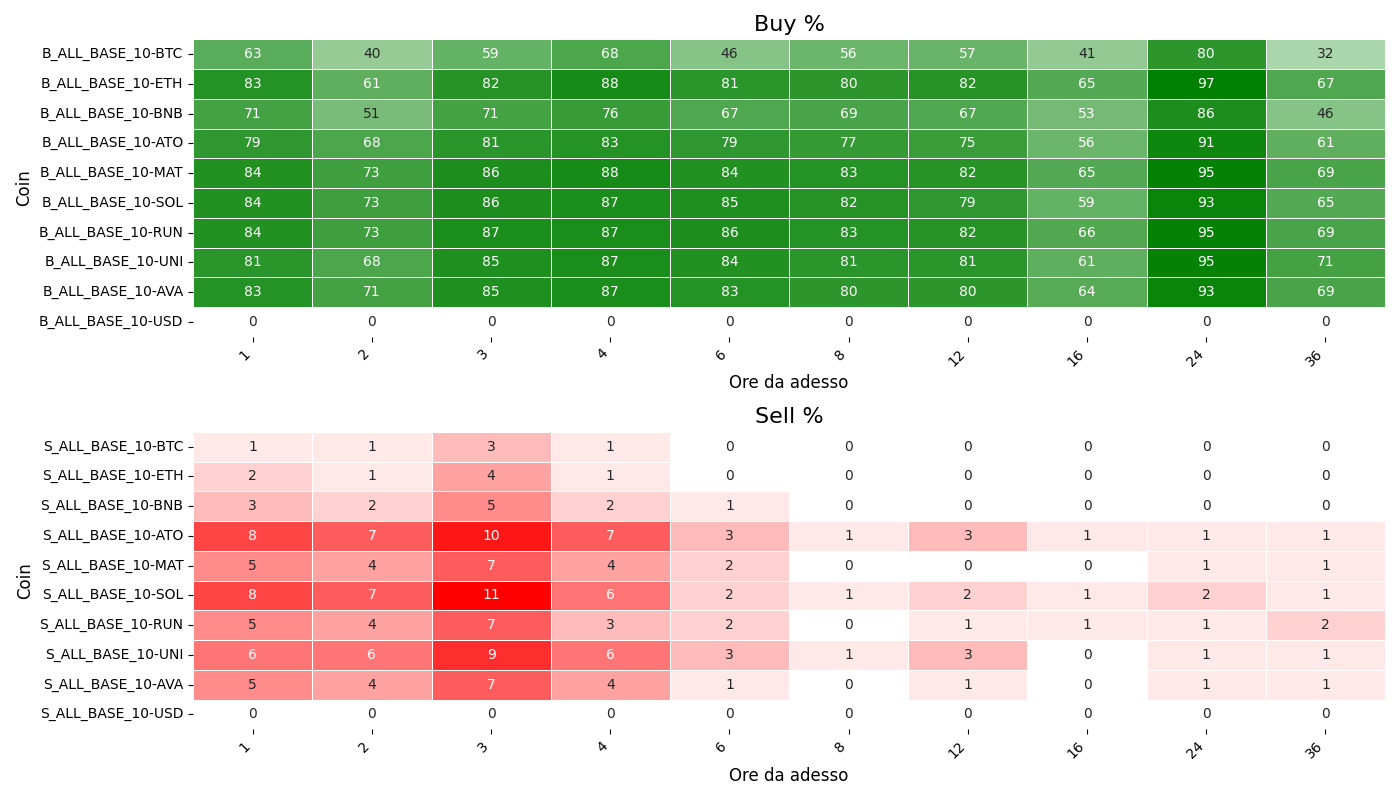 Buy %
Coin
B_ALL_BASE_10-BTC 63 40 59 68 46 56 57 41 80 32
B_ALL_BASE_10-ETH 83 61 82 88 81 80 82 65 97 67
B_ALL_BASE_10-BNB 71 51 71 76 67 69 67 53 86 46
B_ALL_BASE_10-ATO 79 68 81 83 79 77 75 56 91 61
B_ALL_BASE_10-MAT 84 73 86 88 84 83 82 65 95 69
B_ALL_BASE_10-SOL 84 73 86 87 85 82 79 59 93 65
B_ALL_BASE_10-RUN 84 73 87 87 86 83 82 66 95 69
B_ALL_BASE_10-UNI 81 68 85 87 84 81 81 61 95 71
B_ALL_BASE_10-AVA 83 71 85 87 83 80 80 64 93 69
B_ALL_BASE_10-USD 0 0 0 0 0 0 0 0 0 0
1 2 3 4 6 8 12 16 24 36
Ore da adesso
Sell %
Coin
S_ALL_BASE_10-BTC 1 1 3 1 0 0 0 0 0 0
S_ALL_BASE_10-ETH 2 1 4 1 0 0 0 0 0 0
S_ALL_BASE_10-BNB 3 2 5 2 1 0 0 0 0 0
S_ALL_BASE_10-ATO 8 7 10 7 3 1 3 1 1 1
S_ALL_BASE_10-MAT 5 4 7 4 2 0 0 0 1 1
S_ALL_BASE_10-SOL 8 7 11 6 2 1 2 1 2 1
S_ALL_BASE_10-RUN 5 4 7 3 2 0 1 1 1 2
S_ALL_BASE_10-UNI 6 6 9 6 3 1 3 0 1 1
S_ALL_BASE_10-AVA 5 4 7 4 1 0 1 0 1 1
S_ALL_BASE_10-USD 0 0 0 0 0 0 0 0 0 0
1 2 3 4 6 8 12 16 24 36
Ore da adesso